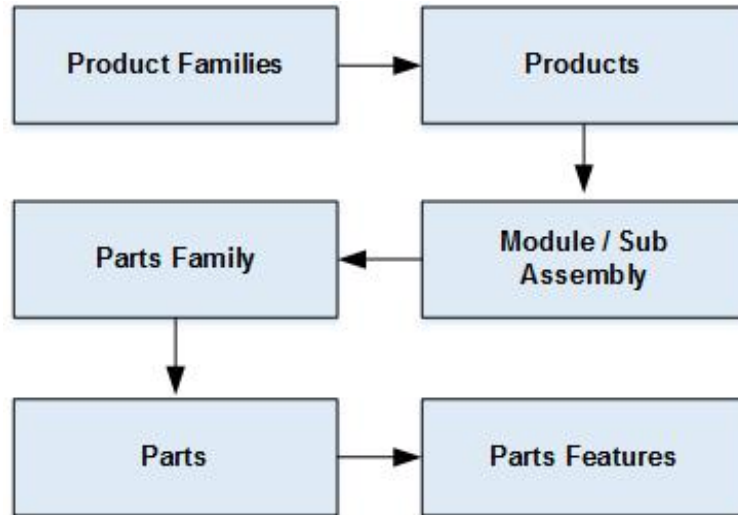 Product Families
Products
Module / Sub
Assembly
Parts Family
Parts
Parts Features